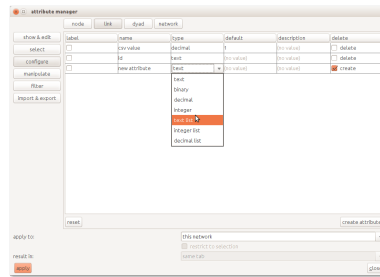 attribute manager
node link dyad network
show & edit
select
configure
manipulate
filter
import & export
label name type default description delete
csv value decimal 1 (no value) delete
id text (no value) (no value) delete
new attribute text (no value) (no value) create
text
binary
decimal
integer
text list
integer list
decimal list
reset create attribute
apply to: this network
restrict to selection
result in: same tab
apply close